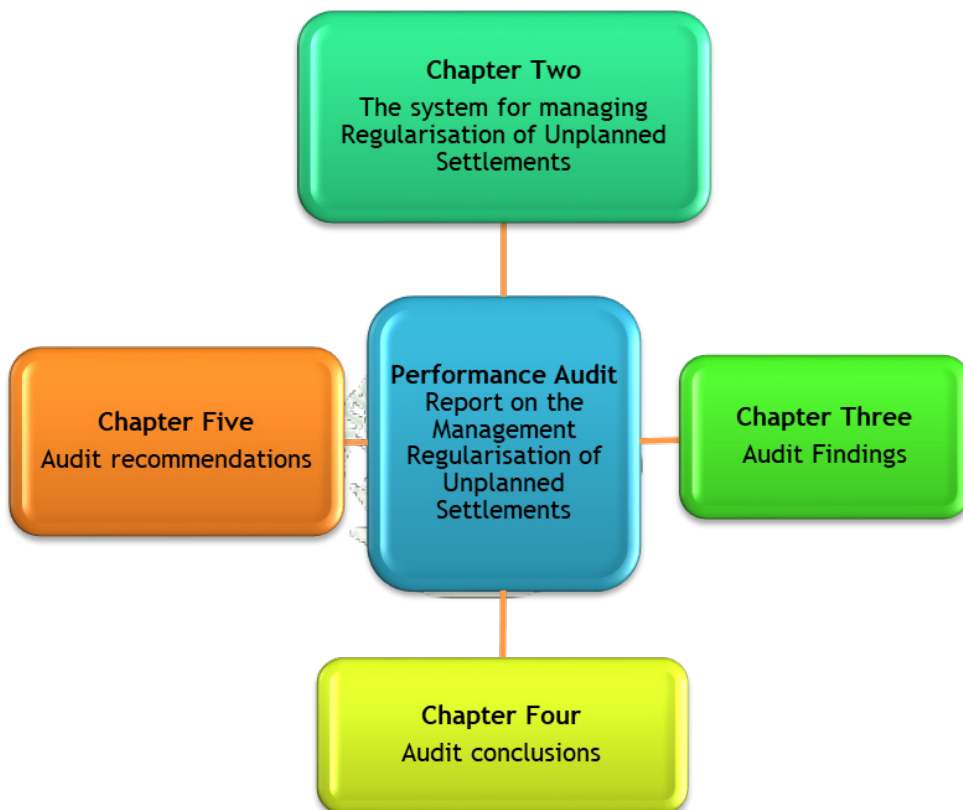 Chapter Two
The system for managing
Regularisation of Unplanned
Settlements
Performance Audit
Report on the
Management
Regularisation of
Unplanned
Settlements
Chapter Five
Audit recommendations
Chapter Three
Audit Findings
Chapter Four
Audit conclusions